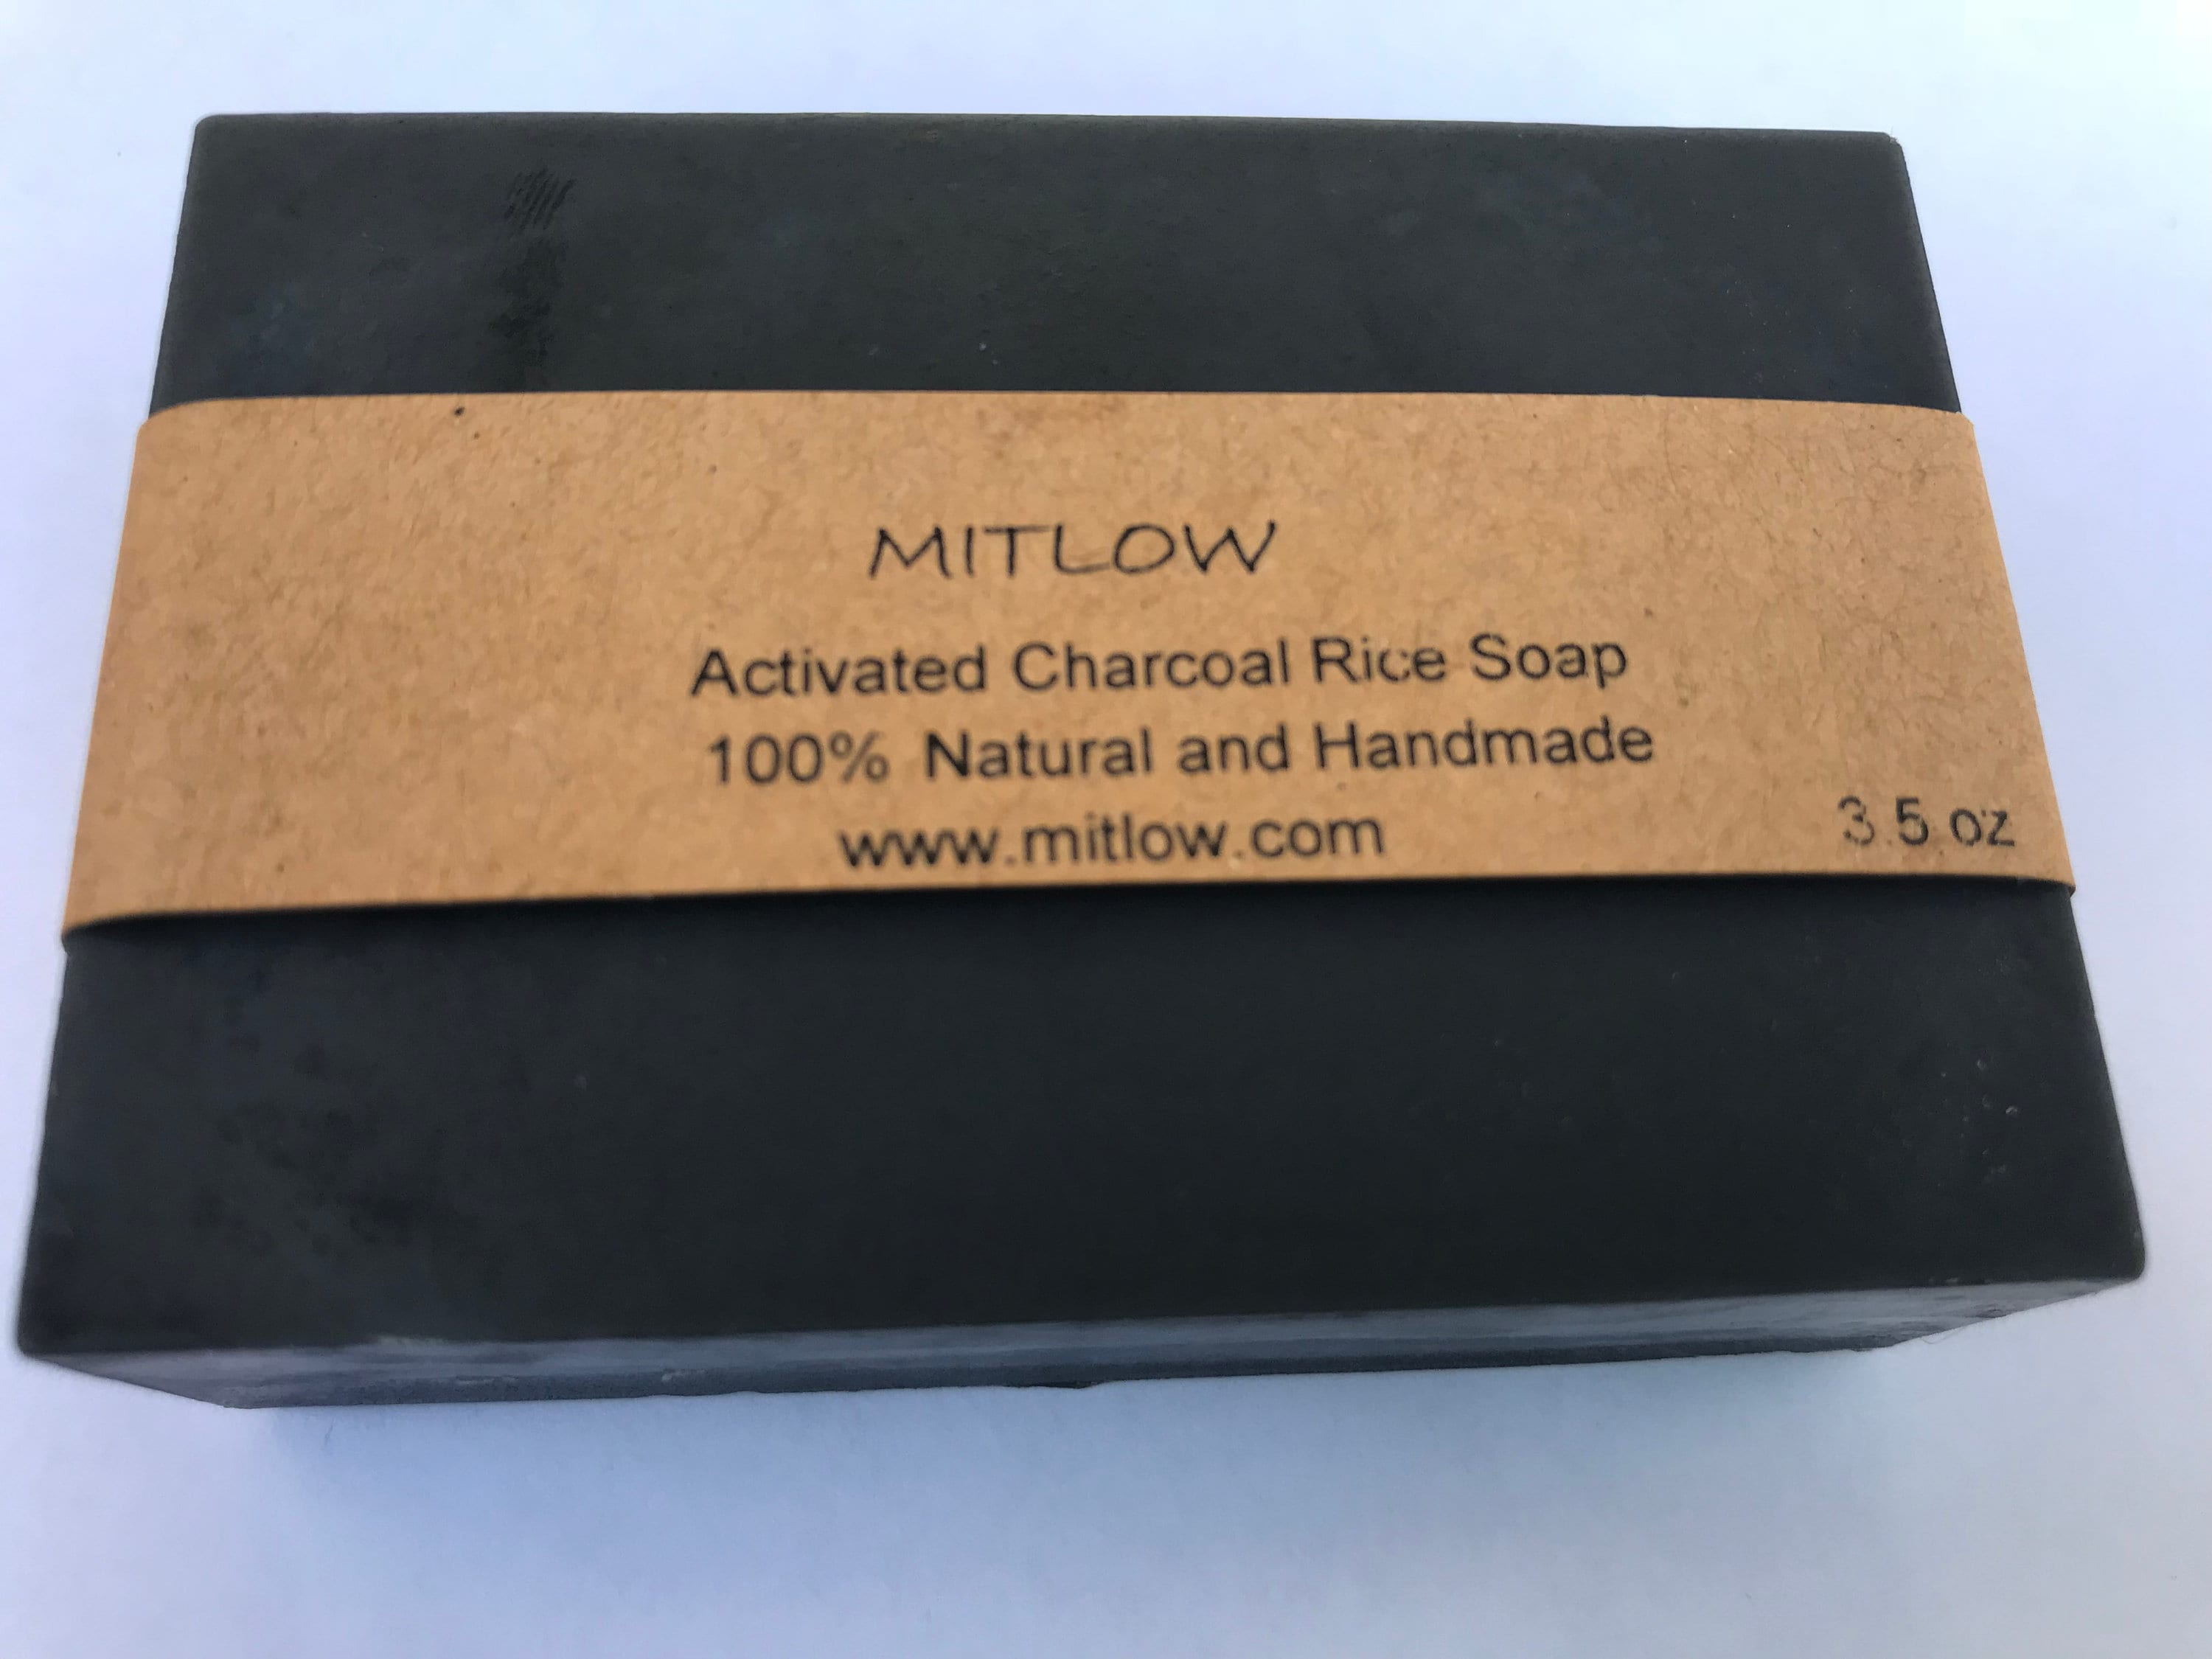 MITLOW
Activated Charcoal Rice Soap
100% Natural and Handmade
www.mitlow.com
3.5 oz